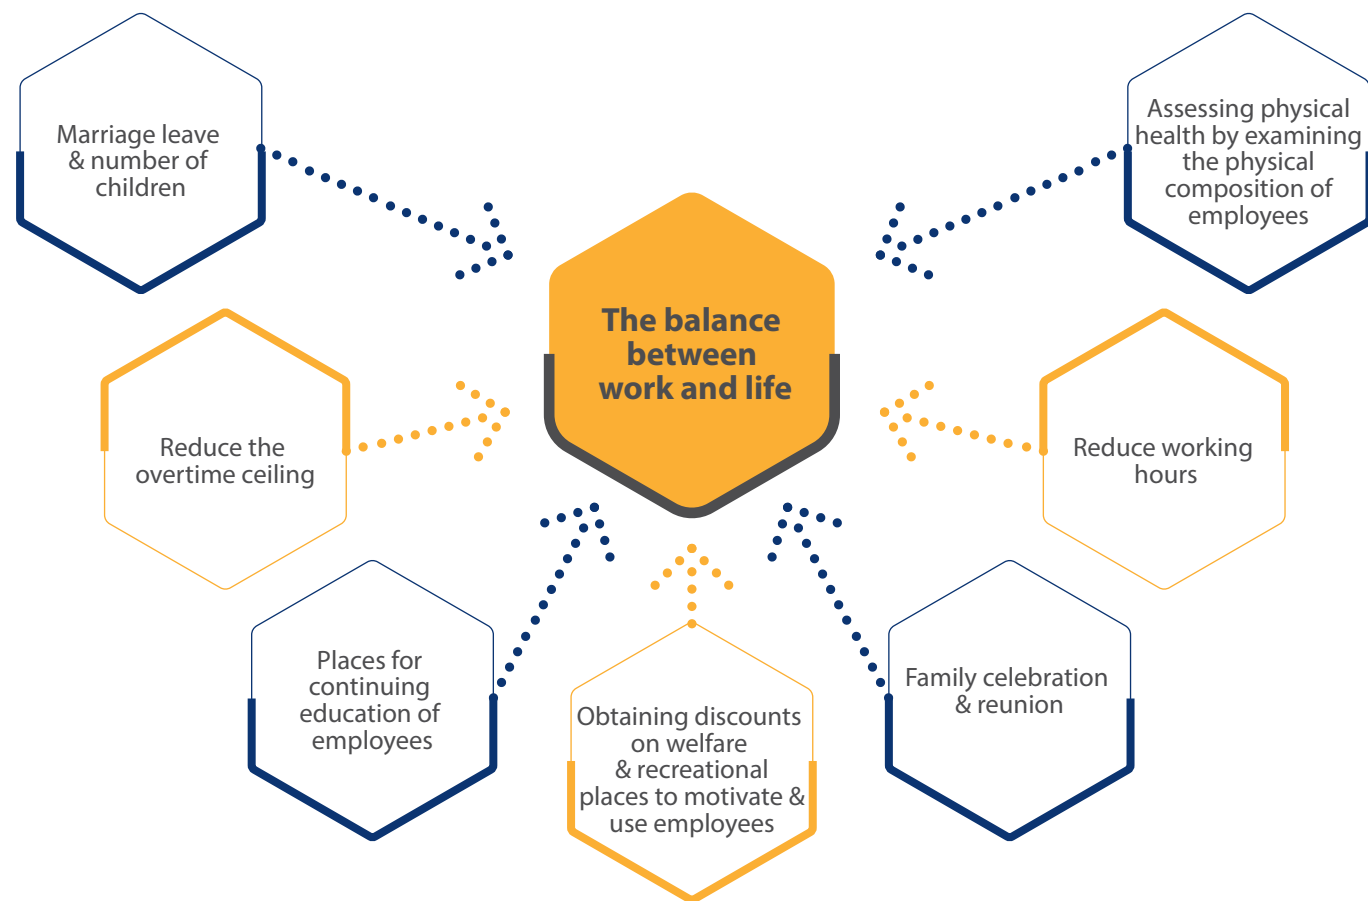 Marriage leave
& number of
children
Assessing physical
health by examining
the physical
composition of
employees
The balance
between
work and life
Reduce the
overtime ceiling
Reduce working
hours
Places for
continuing
education of
employees
Obtaining discounts
on welfare
& recreational
places to motivate &
use employees
Family celebration
& reunion